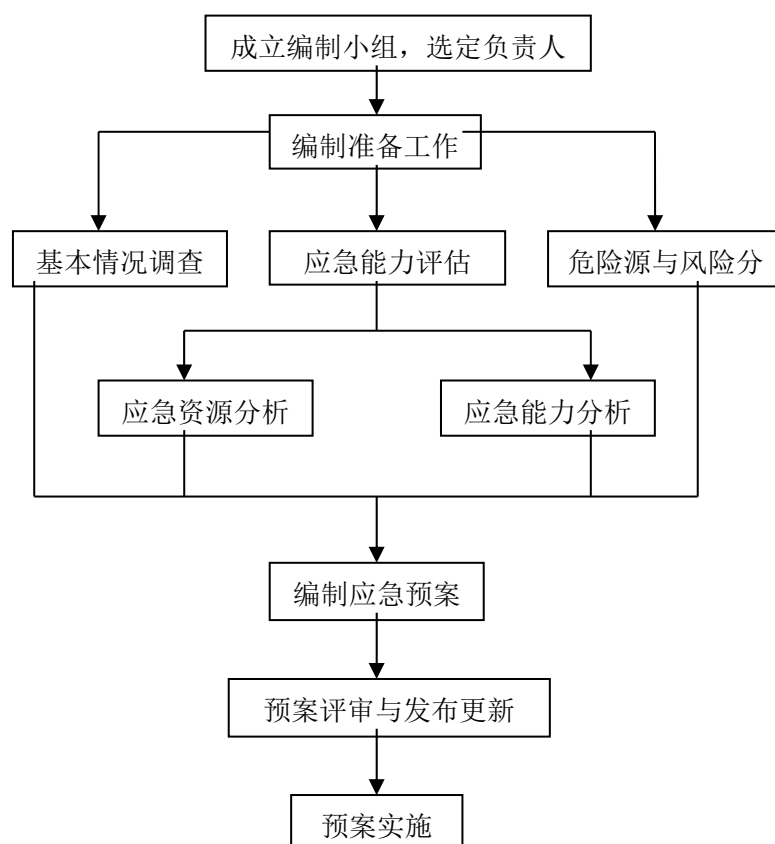 成立编制小组，选定负责人
编制准备工作
基本情况调查
应急能力评估
危险源与风险分
应急资源分析
应急能力分析
编制应急预案
预案评审与发布更新
预案实施